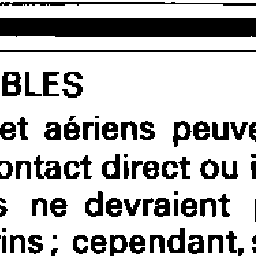 BLES
et aériens peuve
ontact direct ou i
s ne devraient p
ins; cependant, s